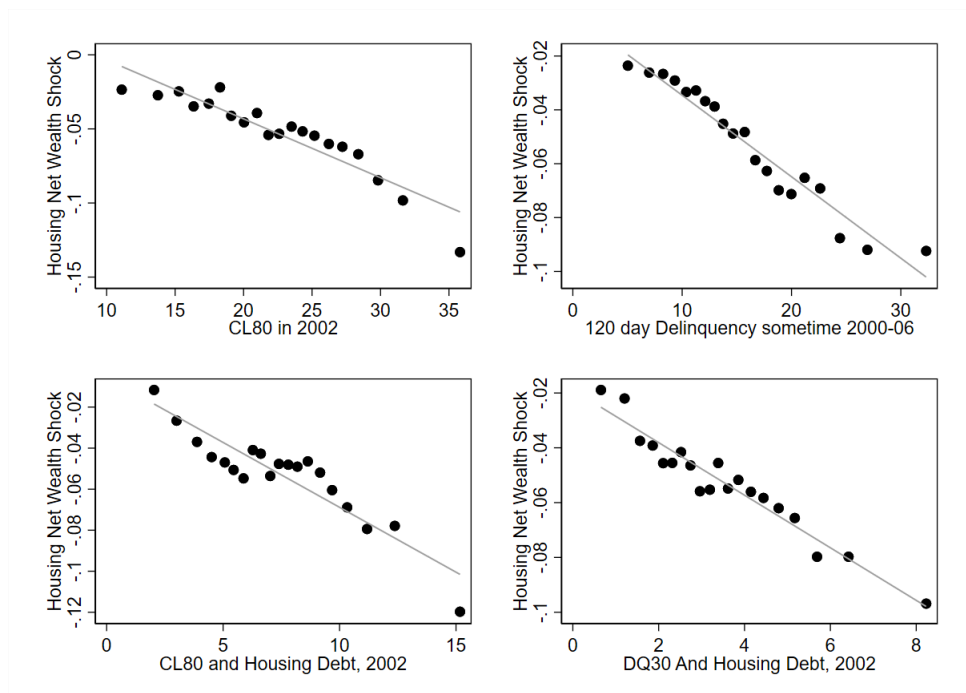 Housing Net Wealth Shock
0
-.05
-.1
-.15
10 15 20 25 30 35
CL80 in 2002
Housing Net Wealth Shock
-.02
-.04
-.06
-.08
-.1
0 10 20 30
120 day Delinquency sometime 2000-06
Housing Net Wealth Shock
-.02
-.04
-.06
-.08
-.1
-.12
0 5 10 15
CL80 and Housing Debt, 2002
Housing Net Wealth Shock
-.02
-.04
-.06
-.08
-.1
0 2 4 6 8
DQ30 And Housing Debt, 2002